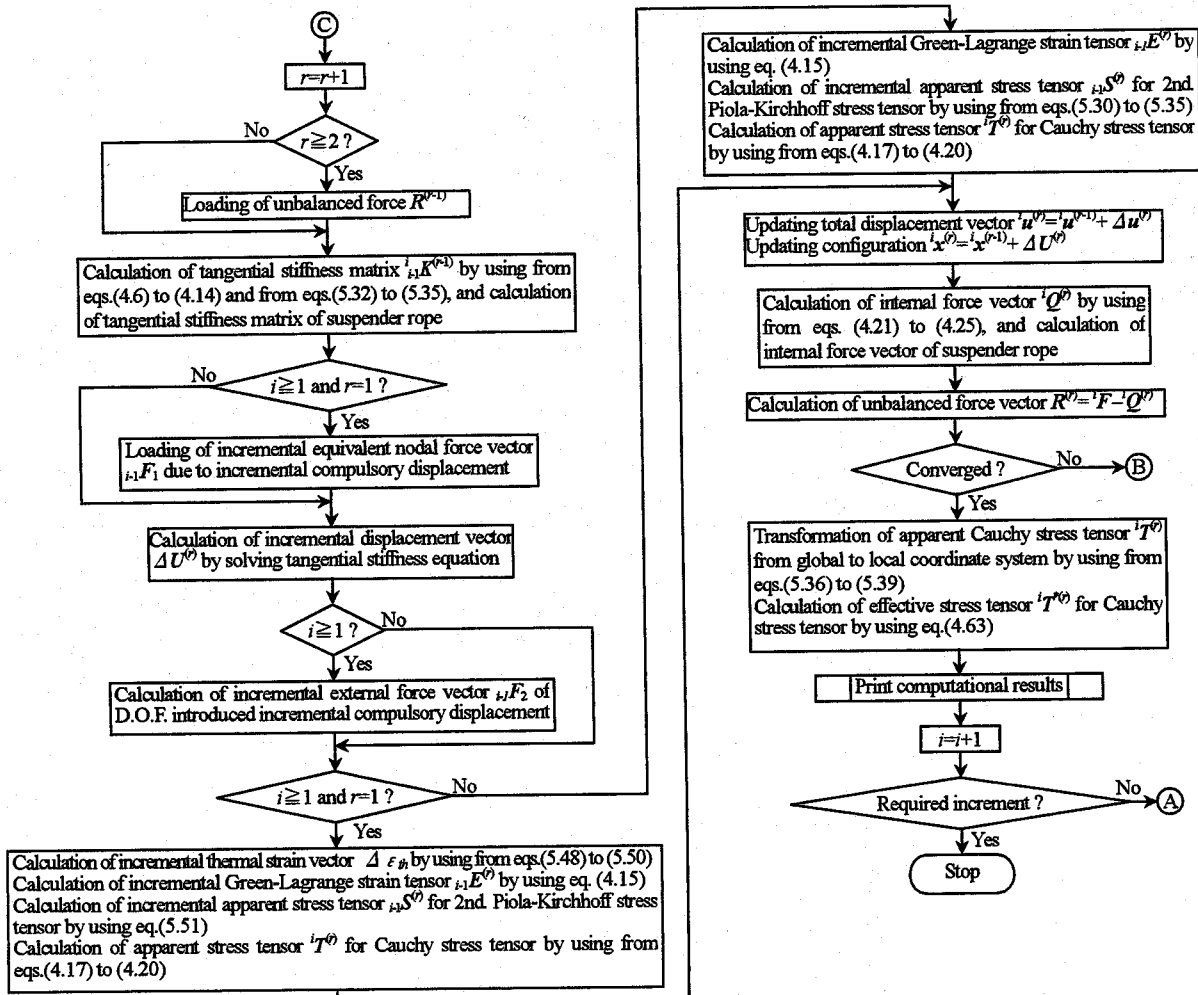 C
r=r+1
No
r≧2 ?
Yes
Loading of unbalanced force R^(r-1)
Calculation of tangential stiffness matrix ^i_{i-1}K^(r-1) by using from
eqs.(4.6) to (4.14) and from eqs.(5.32) to (5.35), and calculation
of tangential stiffness matrix of suspender rope
No
i≧1 and r=1 ?
Yes
Loading of incremental equivalent nodal force vector
_{i-1}F_1 due to incremental compulsory displacement
Calculation of incremental displacement vector
ΔU^(r) by solving tangential stiffness equation
i≧1 ?
No
Yes
Calculation of incremental external force vector _{i-1}F_2 of
D.O.F. introduced incremental compulsory displacement
i≧1 and r=1 ?
No
Yes
Calculation of incremental thermal strain vector Δ ε_th by using from eqs.(5.48) to (5.50)
Calculation of incremental Green-Lagrange strain tensor _{i-1}E^(r) by using eq. (4.15)
Calculation of incremental apparent stress tensor _{i-1}S^(r) for 2nd. Piola-Kirchhoff stress
tensor by using eq.(5.51)
Calculation of apparent stress tensor ^iT^(r) for Cauchy stress tensor by using from
eqs.(4.17) to (4.20)
Calculation of incremental Green-Lagrange strain tensor _{i-1}E^(r) by
using eq. (4.15)
Calculation of incremental apparent stress tensor _{i-1}S^(r) for 2nd.
Piola-Kirchhoff stress tensor by using from eqs.(5.30) to (5.35)
Calculation of apparent stress tensor ^iT^(r) for Cauchy stress tensor
by using from eqs.(4.17) to (4.20)
Updating total displacement vector ^iu^(r)=^iu^(r-1)+ Δu^(r)
Updating configuration ^ix^(r)=^ix^(r-1)+ ΔU^(r)
Calculation of internal force vector ^iQ^(r) by using
from eqs. (4.21) to (4.25), and calculation of
internal force vector of suspender rope
Calculation of unbalanced force vector R^(r)=^iF-^iQ^(r)
Converged ?
No
B
Yes
Transformation of apparent Cauchy stress tensor ^iT^(r)
from global to local coordinate system by using from
eqs.(5.36) to (5.39)
Calculation of effective stress tensor ^iT'^(r) for Cauchy
stress tensor by using eq.(4.63)
Print computational results
i=i+1
Required increment ?
No
A
Yes
Stop